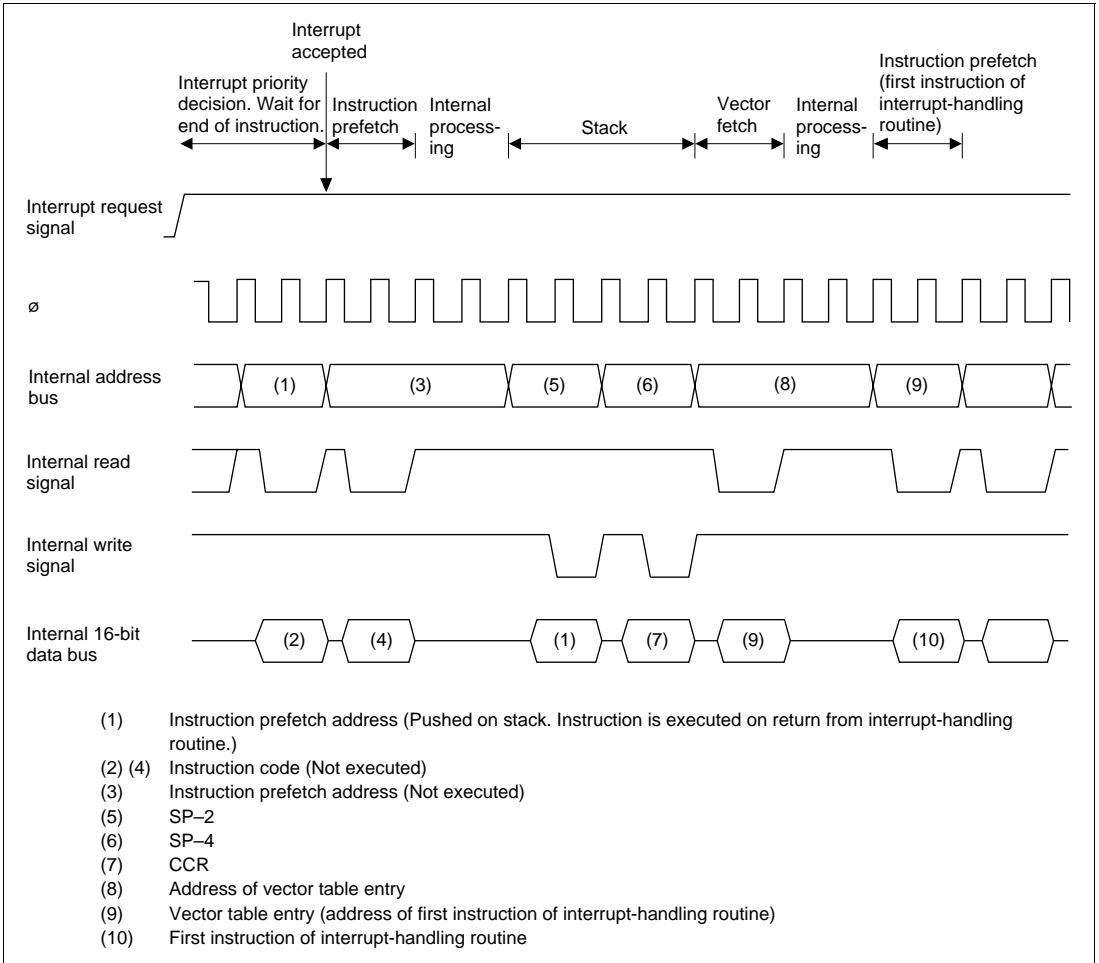 Interrupt
accepted
Interrupt priority
decision. Wait for
end of instruction.
Instruction
prefetch
Internal
process-
ing
Stack
Vector
fetch
Internal
process-
ing
Instruction prefetch
(first instruction of
interrupt-handling
routine)
Interrupt request
signal
ø
Internal address
bus
(1) (3) (5) (6) (8) (9)
Internal read
signal
Internal write
signal
Internal 16-bit
data bus
(2) (4) (1) (7) (9) (10)
(1) Instruction prefetch address (Pushed on stack. Instruction is executed on return from interrupt-handling
routine.)
(2) (4) Instruction code (Not executed)
(3) Instruction prefetch address (Not executed)
(5) SP–2
(6) SP–4
(7) CCR
(8) Address of vector table entry
(9) Vector table entry (address of first instruction of interrupt-handling routine)
(10) First instruction of interrupt-handling routine